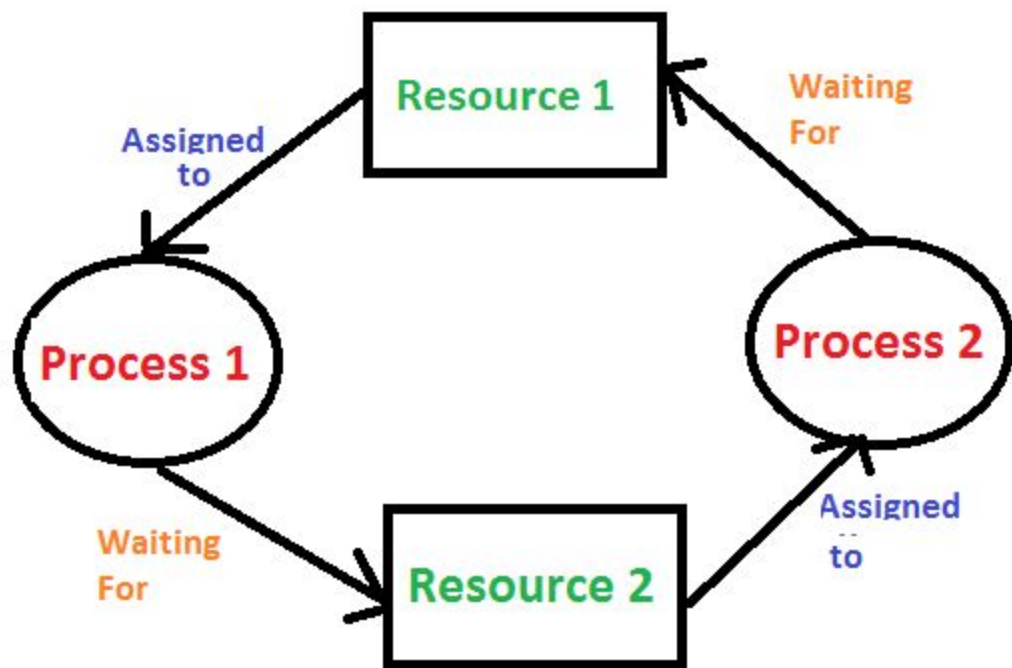 Resource 1
Waiting
For
Assigned
to
Process 1
Process 2
Assigned
to
Waiting
For
Resource 2